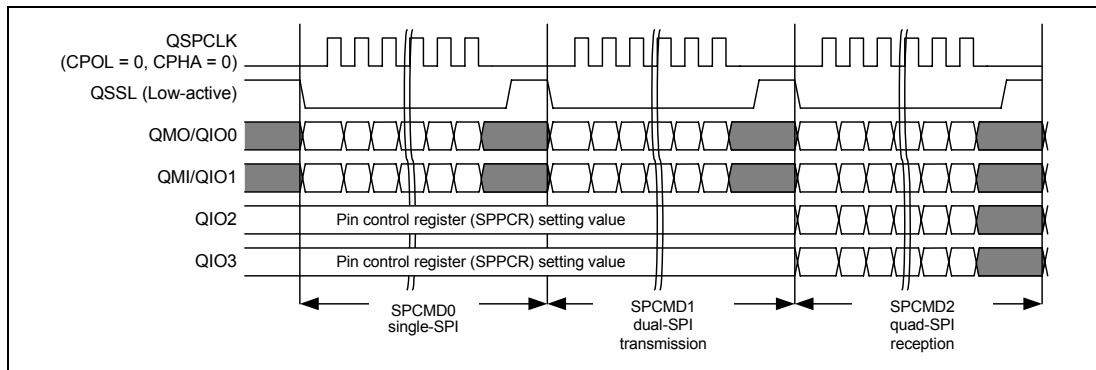 QSPCLK
(CPOL = 0, CPHA = 0)
QSSL (Low-active)
QMO/QIO0
QMI/QIO1
QIO2
Pin control register (SPPCR) setting value
QIO3
Pin control register (SPPCR) setting value
SPCMD0
single-SPI
SPCMD1
dual-SPI
transmission
SPCMD2
quad-SPI
reception